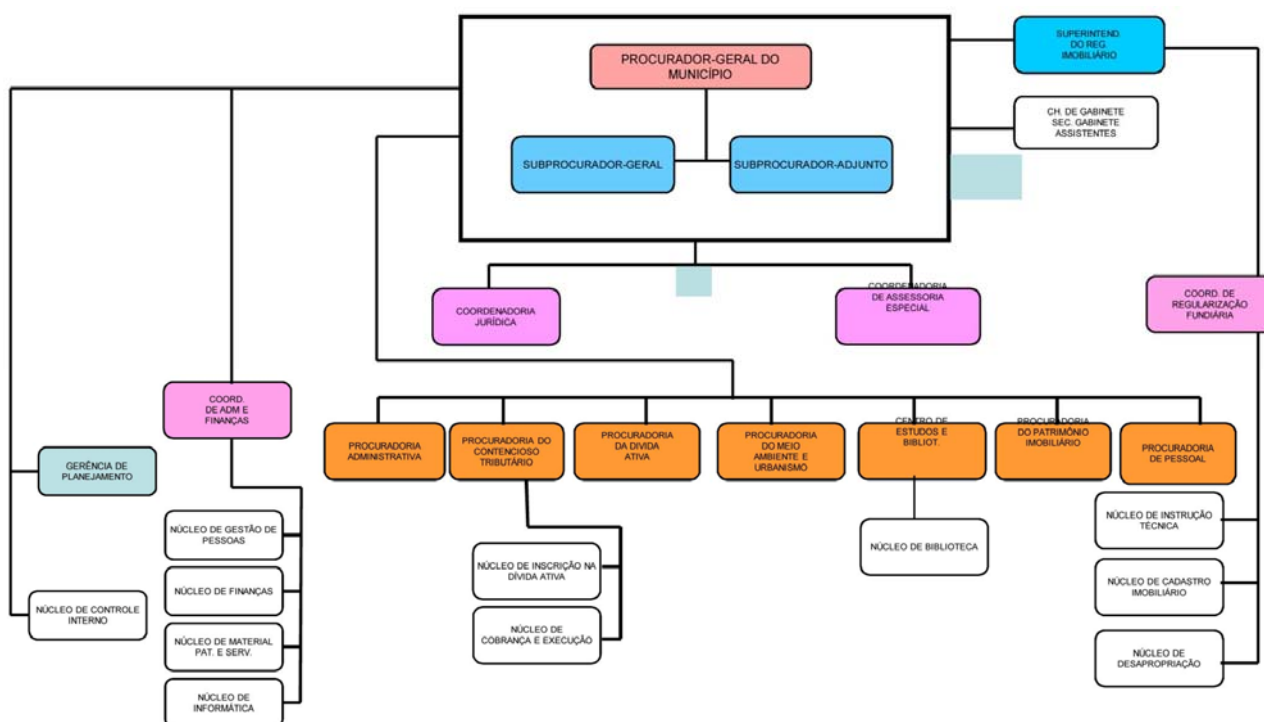 SUPERINTEND.
DO REG.
IMOBILIÁRIO
PROCURADOR-GERAL DO
MUNICÍPIO
CH. DE GABINETE
SEC. GABINETE
ASSISTENTES
SUBPROCURADOR-GERAL
SUBPROCURADOR-ADJUNTO
COORDENADORIA
JURÍDICA
COORDENADORIA
DE ASSESSORIA
ESPECIAL
COORD. DE
REGULARIZAÇÃO
FUNDIÁRIA
COORD.
DE ADM E
FINANÇAS
PROCURADORIA
ADMINISTRATIVA
PROCURADORIA DO
CONTENCIOSO
TRIBUTÁRIO
PROCURADORIA
DA DIVIDA
ATIVA
PROCURADORIA
DO MEIO
AMBIENTE E
URBANISMO
CENTRO DE
ESTUDOS E
BIBLIOT.
PROCURADORIA
DO PATRIMÔNIO
IMOBILIÁRIO
PROCURADORIA
DE PESSOAL
GERÊNCIA DE
PLANEJAMENTO
NÚCLEO DE GESTÃO DE
PESSOAS
NÚCLEO DE INSCRIÇÃO NA
DÍVIDA ATIVA
NÚCLEO DE BIBLIOTECA
NÚCLEO DE INSTRUÇÃO
TÉCNICA
NÚCLEO DE CONTROLE
INTERNO
NÚCLEO DE FINANÇAS
NÚCLEO DE CADASTRO
IMOBILIÁRIO
NÚCLEO DE MATERIAL
PAT. E SERV.
NÚCLEO DE
COBRANÇA E EXECUÇÃO
NÚCLEO DE
DESAPROPRIAÇÃO
NÚCLEO DE
INFORMÁTICA